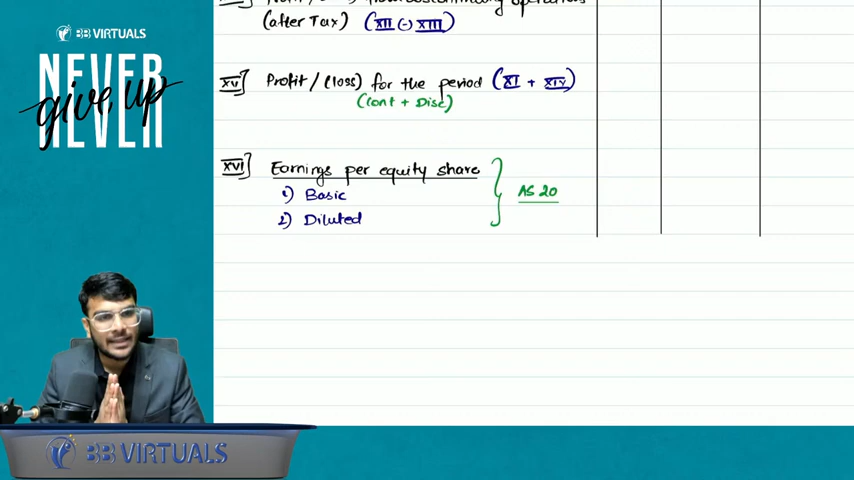 BB VIRTUALS
NEVER
give up
NEVER
(after Tax) (XII (-) XIII)
XV] Profit / (loss) for the period (XI + XIV)
(Cont + Disc)
XVI] Earnings per equity share
1) Basic
2) Diluted
AS 20
BB VIRTUALS